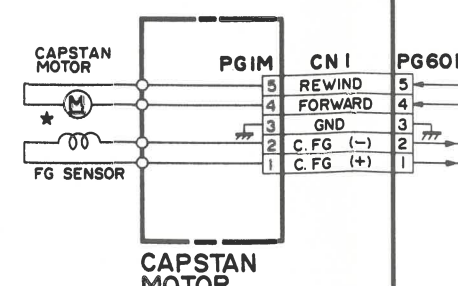 CAPSTAN
MOTOR
M
★
FG SENSOR
PG1M CN1 PG601
5 REWIND 5
4 FORWARD 4
3 GND 3
2 C.FG (−) 2
1 C.FG (+) 1
CAPSTAN
MOTOR